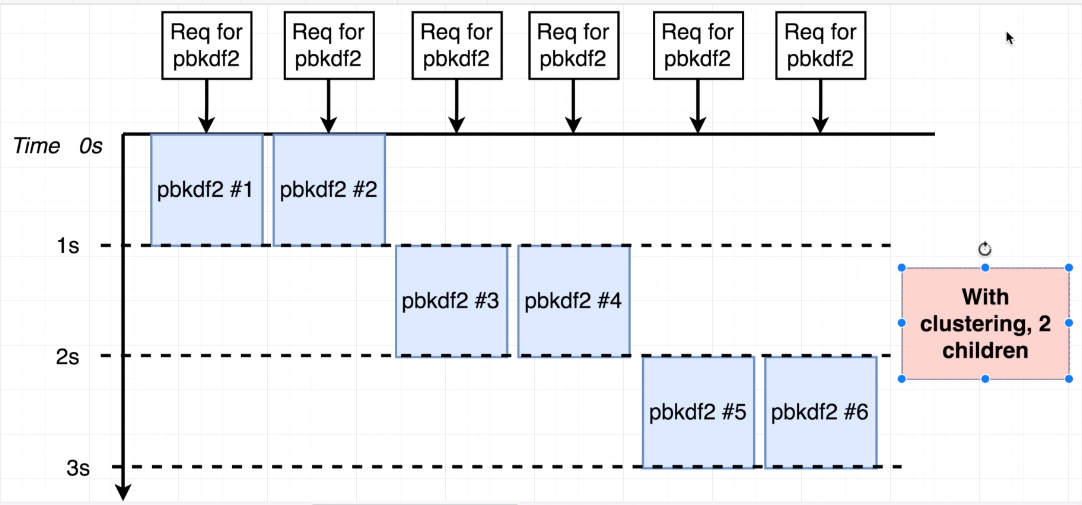 Req for
pbkdf2
Req for
pbkdf2
Req for
pbkdf2
Req for
pbkdf2
Req for
pbkdf2
Req for
pbkdf2
Time 0s
pbkdf2 #1
pbkdf2 #2
1s
pbkdf2 #3
pbkdf2 #4
With
clustering, 2
children
2s
pbkdf2 #5
pbkdf2 #6
3s